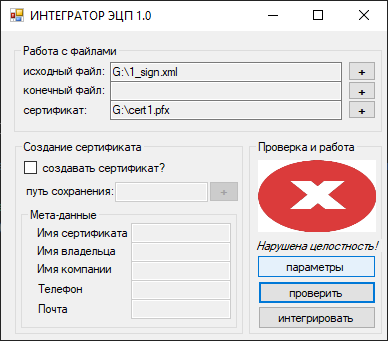 ИНТЕГРАТОР ЭЦП 1.0
Работа с файлами
исходный файл: G:\1_sign.xml +
конечный файл: +
сертификат: G:\cert1.pfx +
Создание сертификата
создавать сертификат?
путь сохранения: +
Мета-данные
Имя сертификата
Имя владельца
Имя компании
Телефон
Почта
Проверка и работа
Нарушена целостность!
параметры
проверить
интегрировать